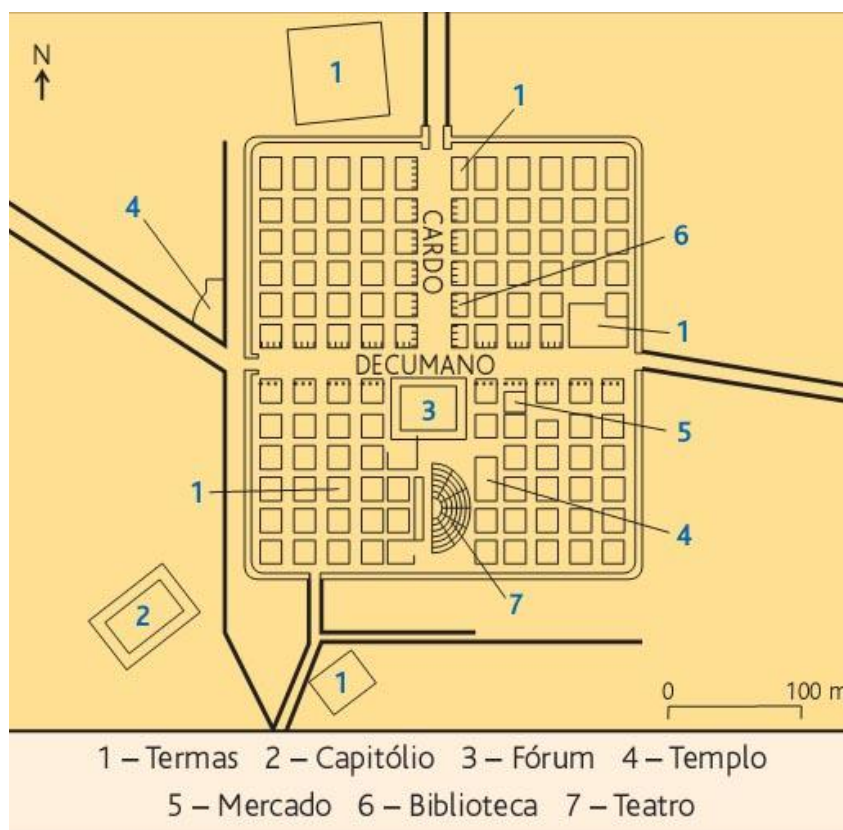 N
1
1
4
CARDO
6
1
DECUMANO
3
5
1
4
2
7
1
0 100 m
1 – Termas 2 – Capitólio 3 – Fórum 4 – Templo
5 – Mercado 6 – Biblioteca 7 – Teatro